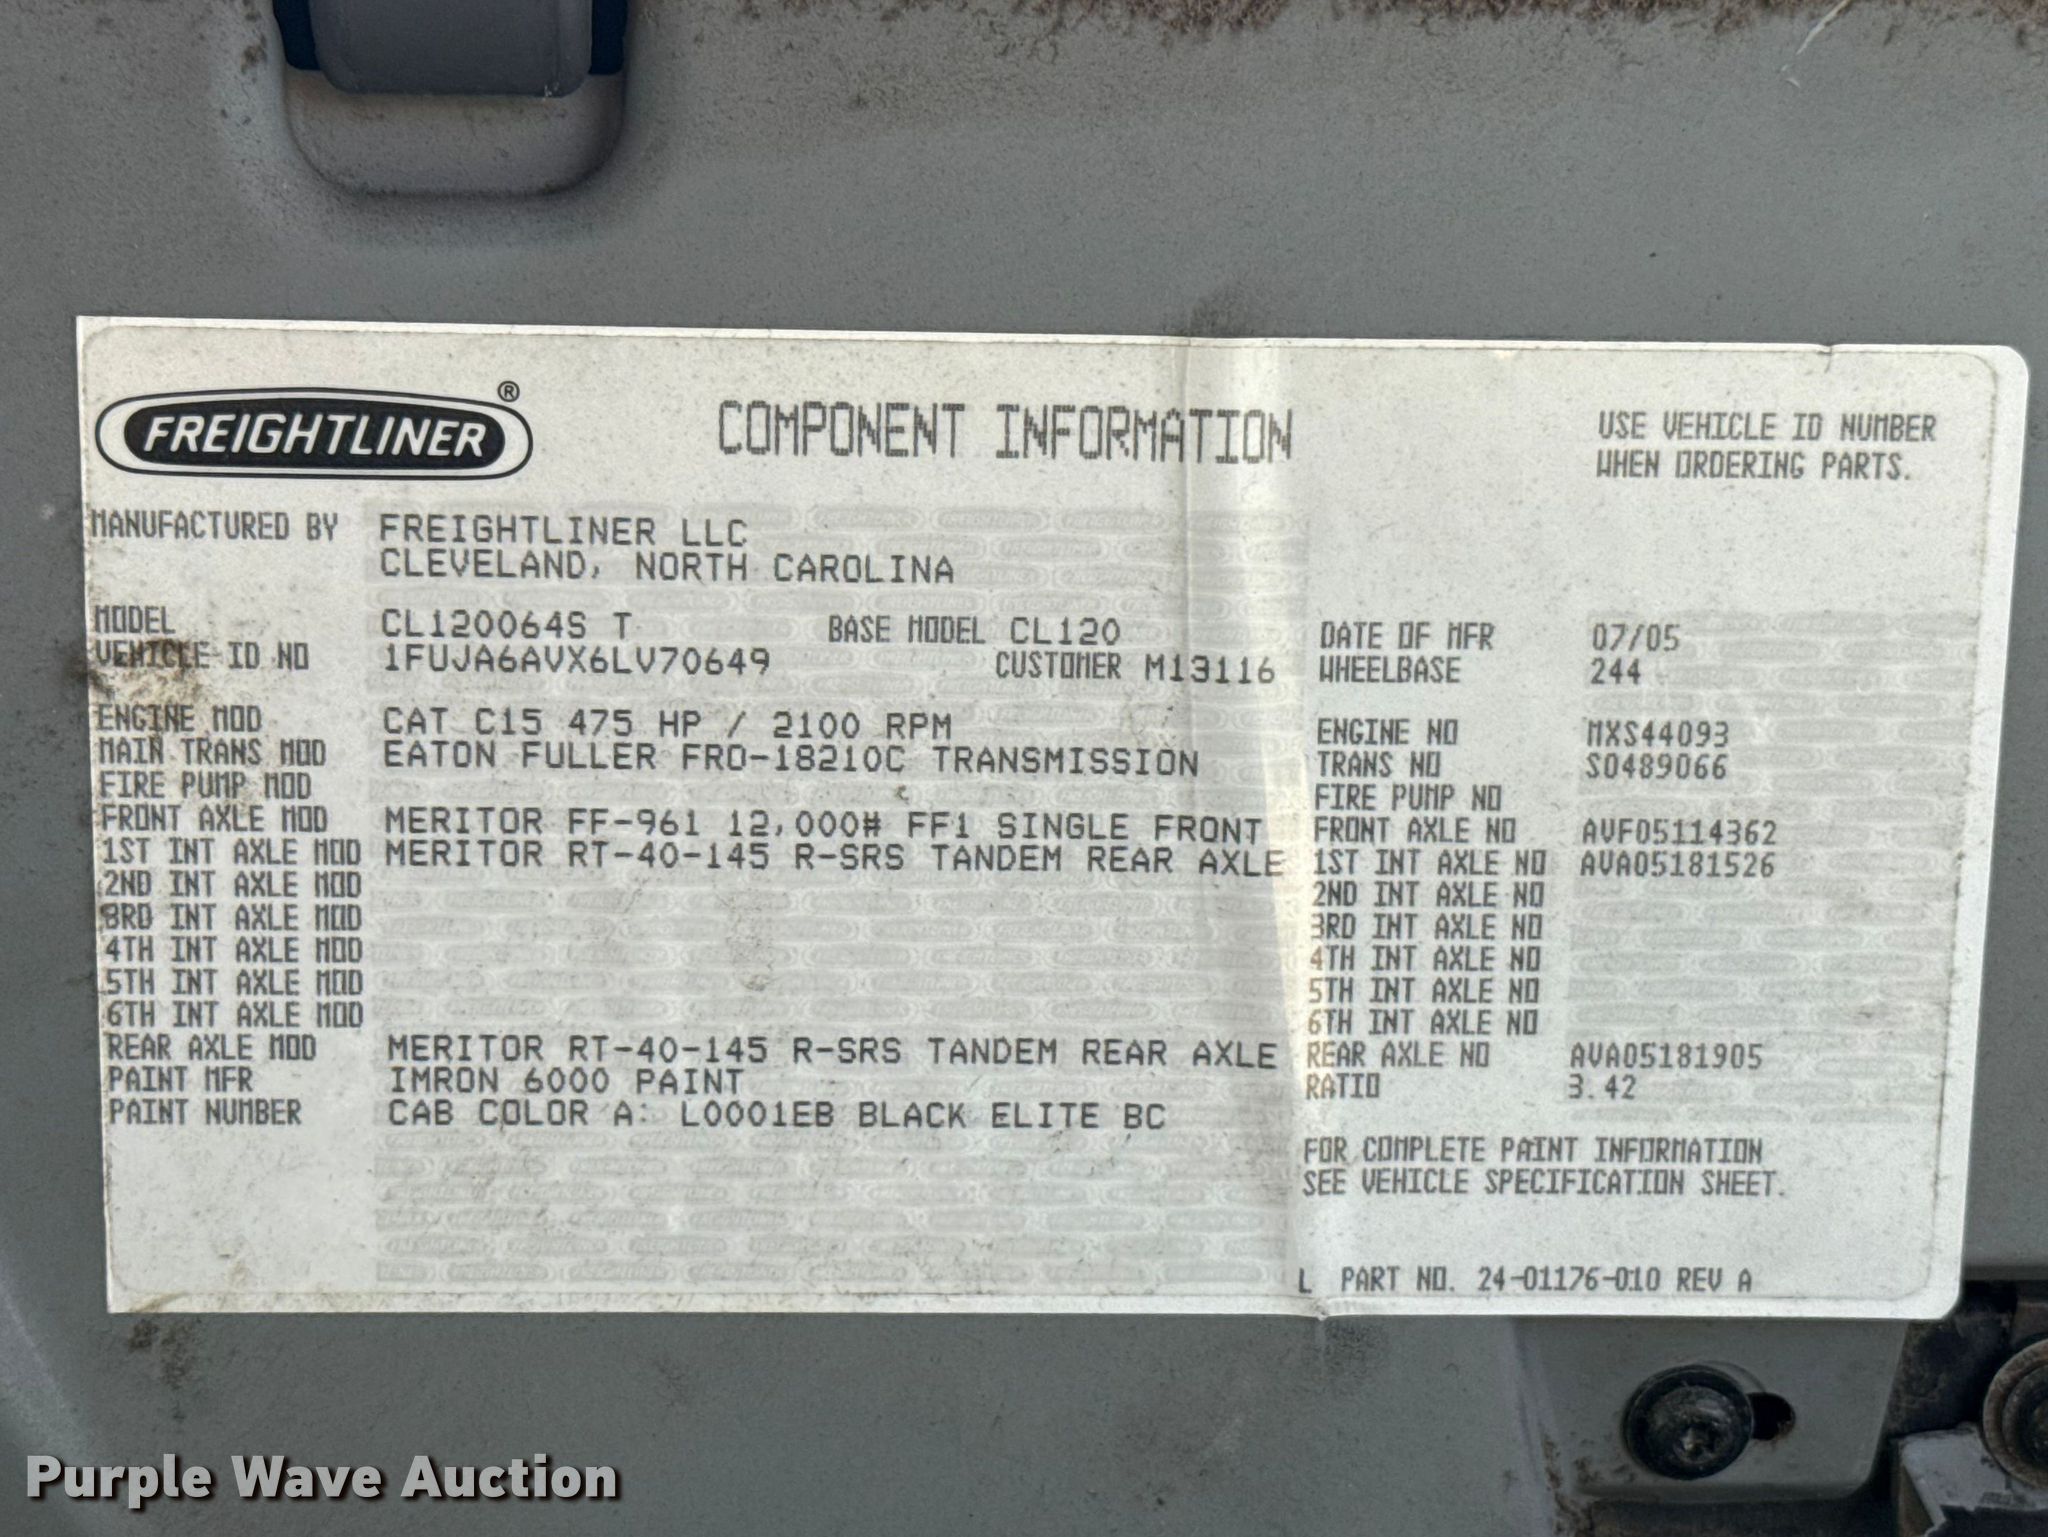 FREIGHTLINER®
COMPONENT INFORMATION
USE VEHICLE ID NUMBER
WHEN ORDERING PARTS.
MANUFACTURED BY FREIGHTLINER LLC
CLEVELAND, NORTH CAROLINA
MODEL CL120064S T BASE MODEL CL120 DATE OF MFR 07/05
VEHICLE ID NO 1FUJA6AVX6LV70649 CUSTOMER M13116 WHEELBASE 244
ENGINE MOD CAT C15 475 HP / 2100 RPM ENGINE NO MXS44093
MAIN TRANS MOD EATON FULLER FRO-18210C TRANSMISSION TRANS NO S0489066
FIRE PUMP MOD FIRE PUMP NO
FRONT AXLE MOD MERITOR FF-961 12,000# FF1 SINGLE FRONT FRONT AXLE NO AVF05114362
1ST INT AXLE MOD MERITOR RT-40-145 R-SRS TANDEM REAR AXLE 1ST INT AXLE NO AVA05181526
2ND INT AXLE MOD 2ND INT AXLE NO
3RD INT AXLE MOD 3RD INT AXLE NO
4TH INT AXLE MOD 4TH INT AXLE NO
5TH INT AXLE MOD 5TH INT AXLE NO
6TH INT AXLE MOD 6TH INT AXLE NO
REAR AXLE MOD MERITOR RT-40-145 R-SRS TANDEM REAR AXLE REAR AXLE NO AVA05181905
PAINT MFR IMRON 6000 PAINT RATIO 3.42
PAINT NUMBER CAB COLOR A: L0001EB BLACK ELITE BC
FOR COMPLETE PAINT INFORMATION
SEE VEHICLE SPECIFICATION SHEET.
L PART NO. 24-01176-010 REV A
Purple Wave Auction